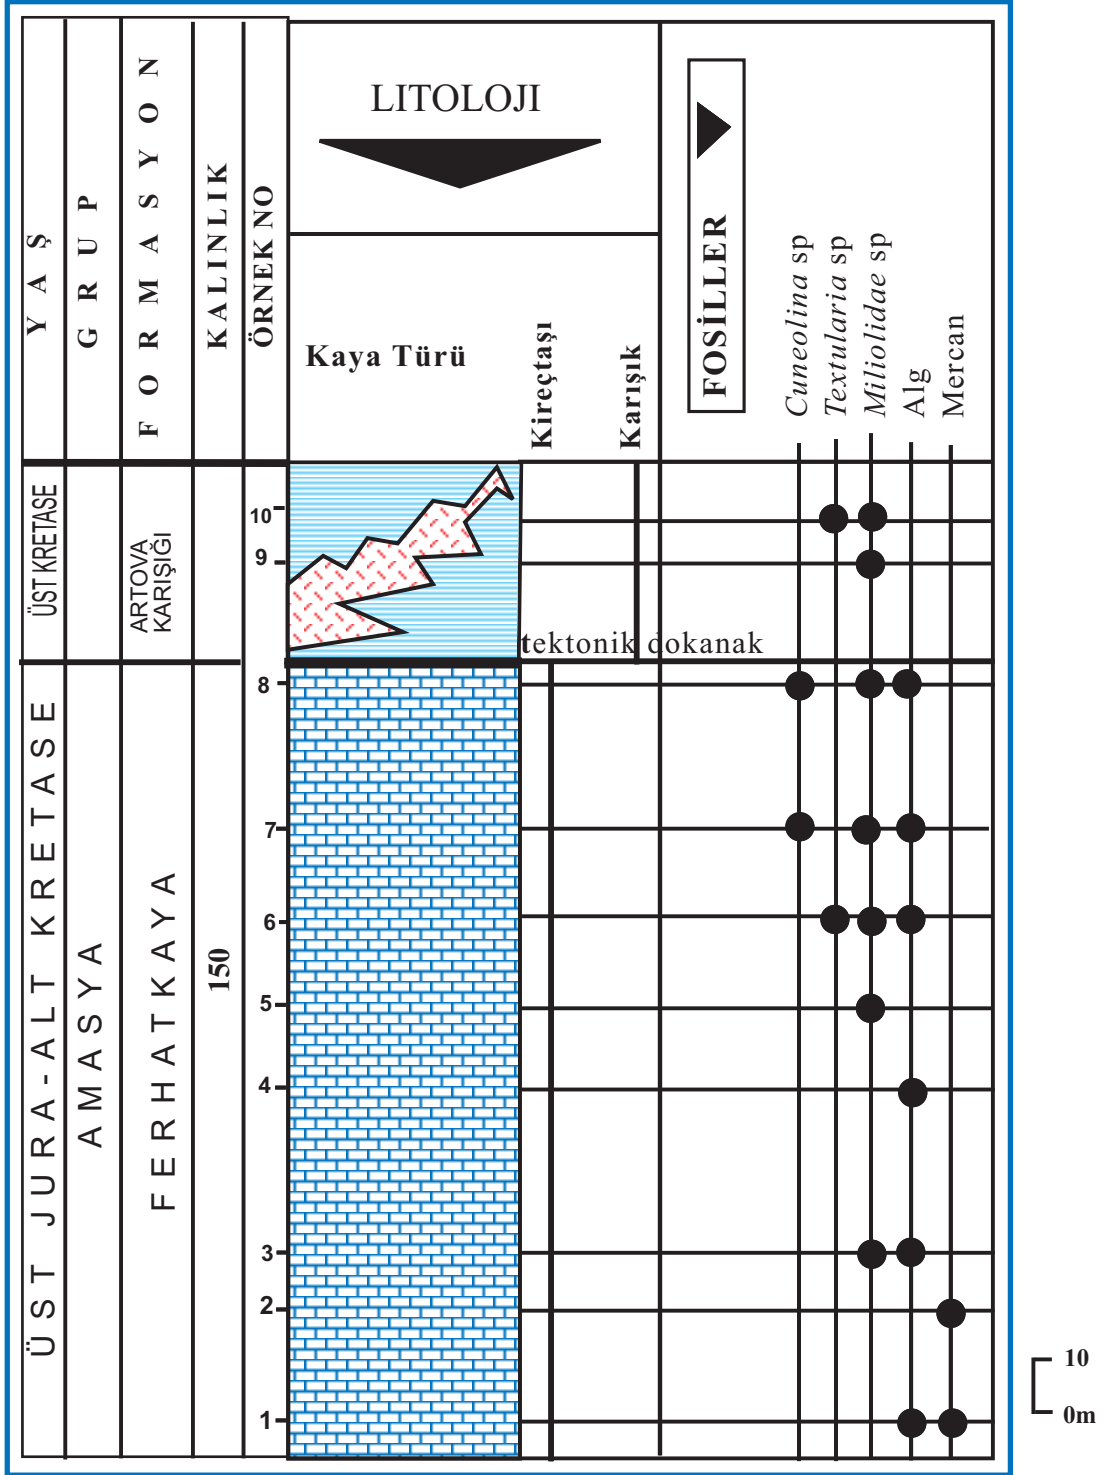 YAŞ
GRUP
FORMASYON
KALINLIK
ÖRNEK NO
LITOLOJI
Kaya Türü
Kireçtaşı
Karışık
FOSİLLER
Cuneolina sp
Textularia sp
Miliolidae sp
Alg
Mercan
ÜST KRETASE
ARTOVA
KARIŞIĞI
10
9
tektonik dokanak
ÜST JURA-ALT KRETASE
AMASYA
FERHATKAYA
150
8
7
6
5
4
3
2
1
10
0m